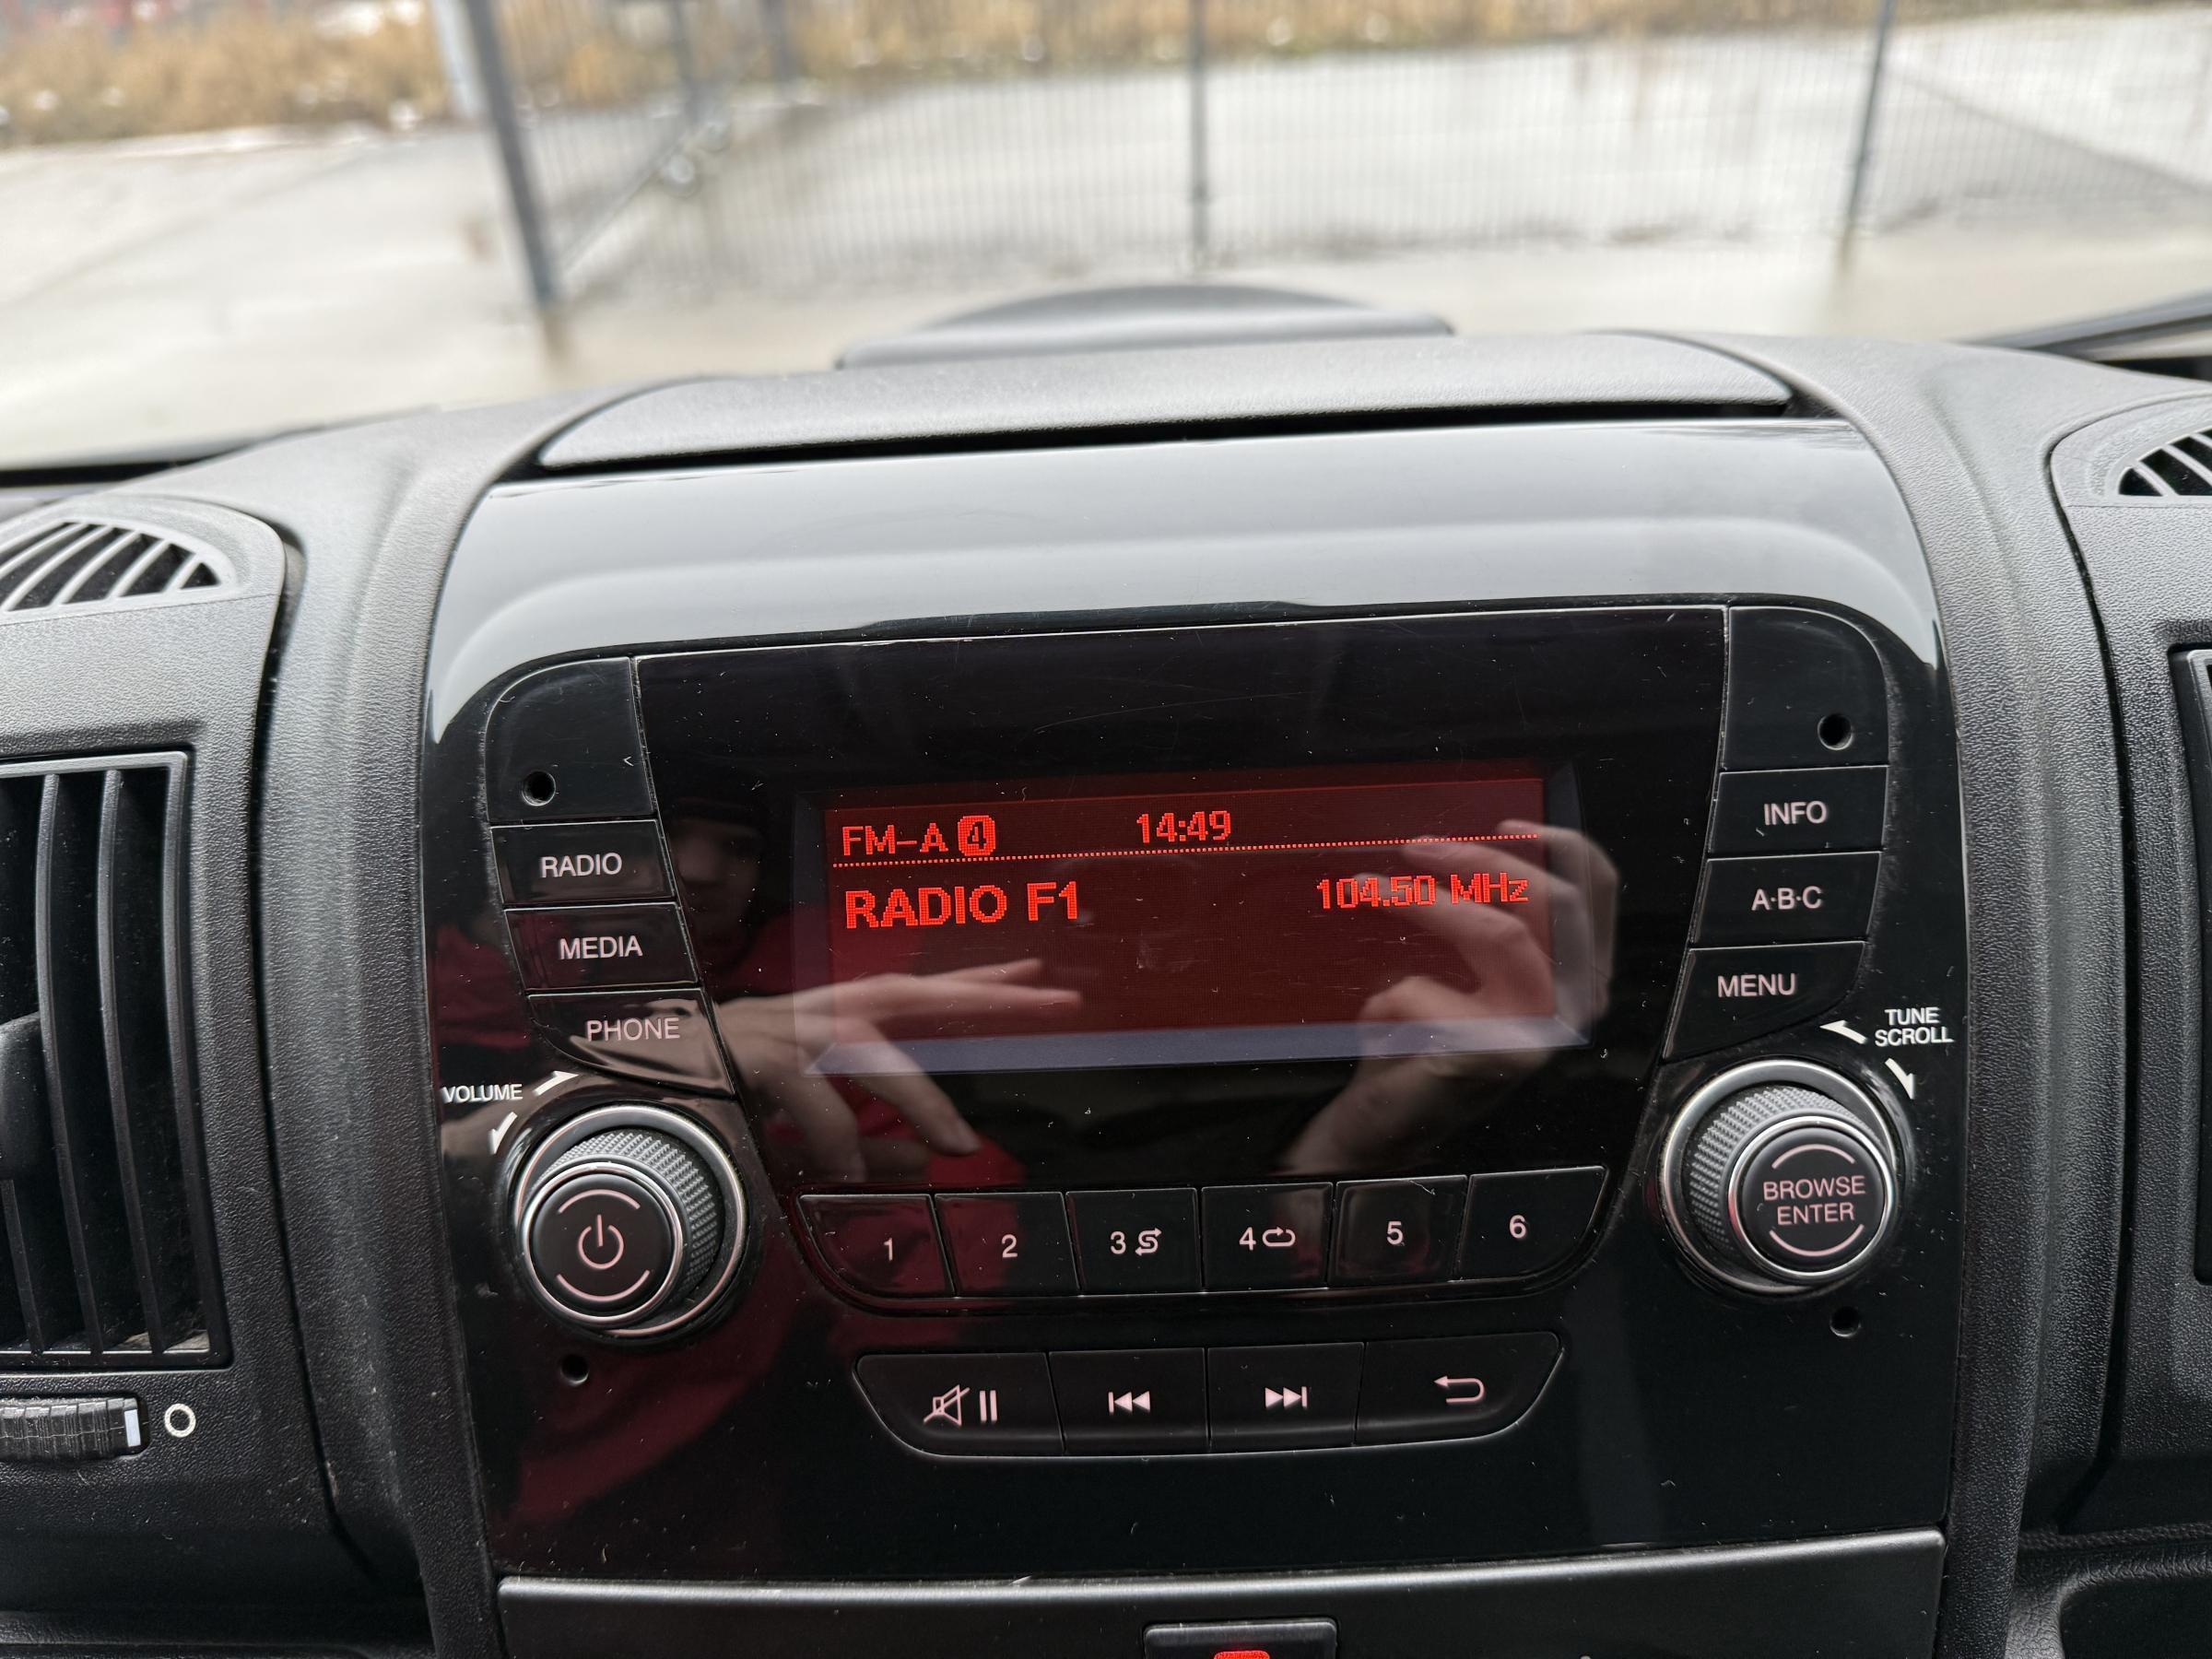 FM-A 4 14:49
RADIO F1 104.50 MHz
RADIO
MEDIA
PHONE
VOLUME
INFO
A·B·C
MENU
TUNE
SCROLL
BROWSE
ENTER
1 2 3 4 5 6